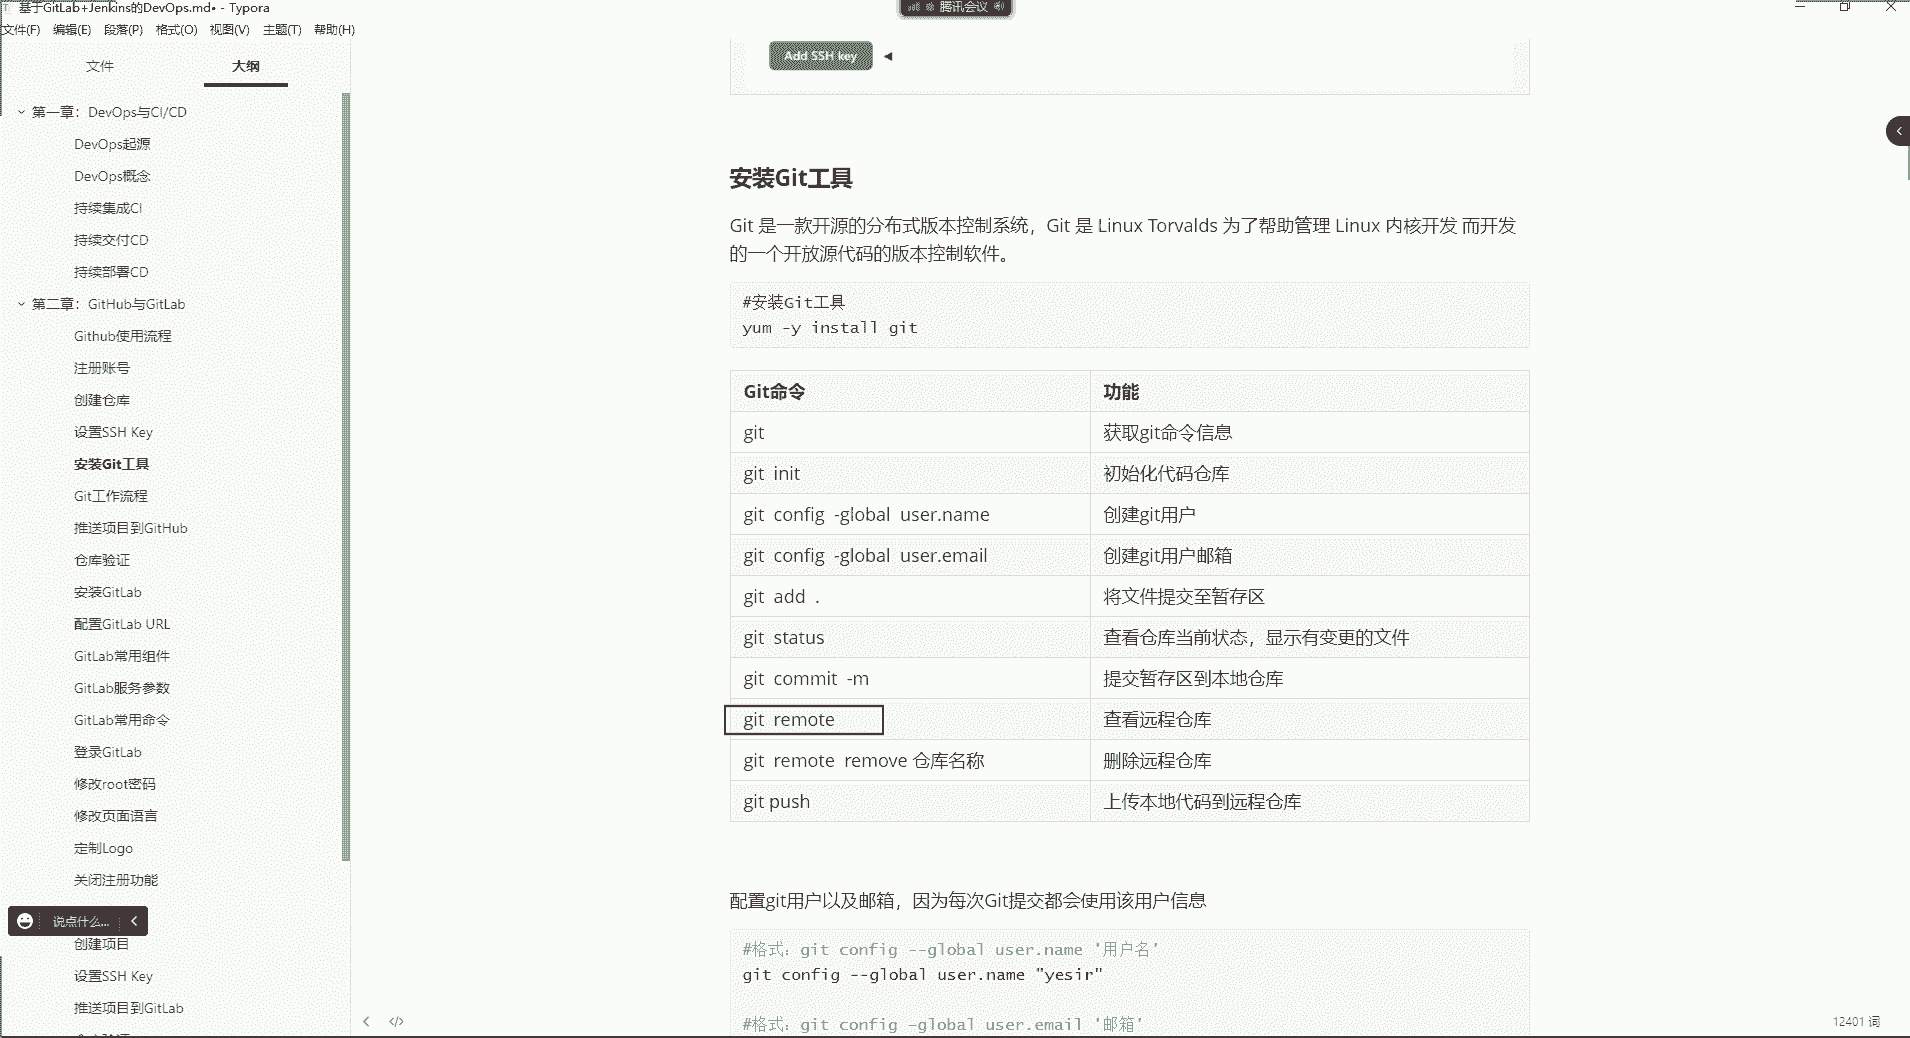 基于GitLab+Jenkins的DevOps.md• - Typora
腾讯会议
文件(F) 编辑(E) 段落(P) 格式(O) 视图(V) 主题(T) 帮助(H)
文件 大纲
第一章：DevOps与CI/CD
DevOps起源
DevOps概念
持续集成CI
持续交付CD
持续部署CD
第二章：GitHub与GitLab
Github使用流程
注册账号
创建仓库
设置SSH Key
安装Git工具
Git工作流程
推送项目到GitHub
仓库验证
安装GitLab
配置GitLab URL
GitLab常用组件
GitLab服务参数
GitLab常用命令
登录GitLab
修改root密码
修改页面语言
定制Logo
关闭注册功能
说点什么...
创建项目
设置SSH Key
推送项目到GitLab
Add SSH key
安装Git工具
Git 是一款开源的分布式版本控制系统，Git 是 Linux Torvalds 为了帮助管理 Linux 内核开发 而开发
的一个开放源代码的版本控制软件。
#安装Git工具
yum -y install git
Git命令 功能
git 获取git命令信息
git init 初始化代码仓库
git config -global user.name 创建git用户
git config -global user.email 创建git用户邮箱
git add . 将文件提交至暂存区
git status 查看仓库当前状态，显示有变更的文件
git commit -m 提交暂存区到本地仓库
git remote 查看远程仓库
git remote remove 仓库名称 删除远程仓库
git push 上传本地代码到远程仓库
配置git用户以及邮箱，因为每次Git提交都会使用该用户信息
#格式：git config --global user.name '用户名'
git config --global user.name "yesir"
#格式：git config –global user.email '邮箱'
12401 词